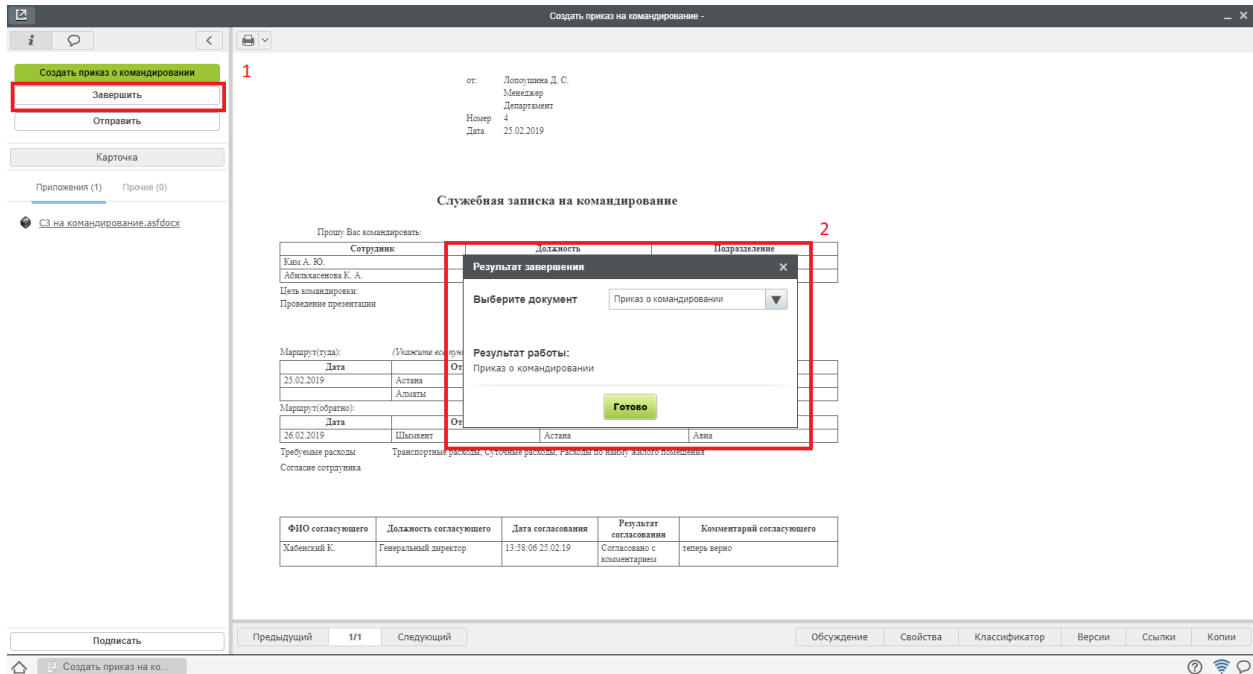 Создать приказ на командирование -
Создать приказ о командировании
Завершить
Отправить
Карточка
Приложения (1) Прочие (0)
СЗ на командирование.asfdocx
Подписать
1
от: Лопоушина Д. С.
Менеджер
Департамент
Номер 4
Дата 25.02.2019
Служебная записка на командирование
2
Прошу Вас командировать:
Сотрудник Должность Подразделение
Ким А. Ю.
Абильхасенова К. А.
Цель командировки:
Проведение презентации
Результат завершения
Выберите документ Приказ о командировании
Результат работы:
Приказ о командировании
Готово
Маршрут(туда): (Укажите все
Дата От
25.02.2019 Астана
Алматы
Маршрут(обратно):
Дата От
26.02.2019 Шымкент Астана Авиа
Требуемые расходы Транспортные расходы, Суточные расходы, Расходы по найму жилого помещения
Согласие сотрудника
ФИО согласующего Должность согласующего Дата согласования Результат согласования Комментарий согласующего
Хабенский К. Генеральный директор 13:58:06 25.02.19 Согласовано с комментарием теперь верно
Предыдущий 1/1 Следующий Обсуждение Свойства Классификатор Версии Ссылки Копии
Создать приказ на ко...